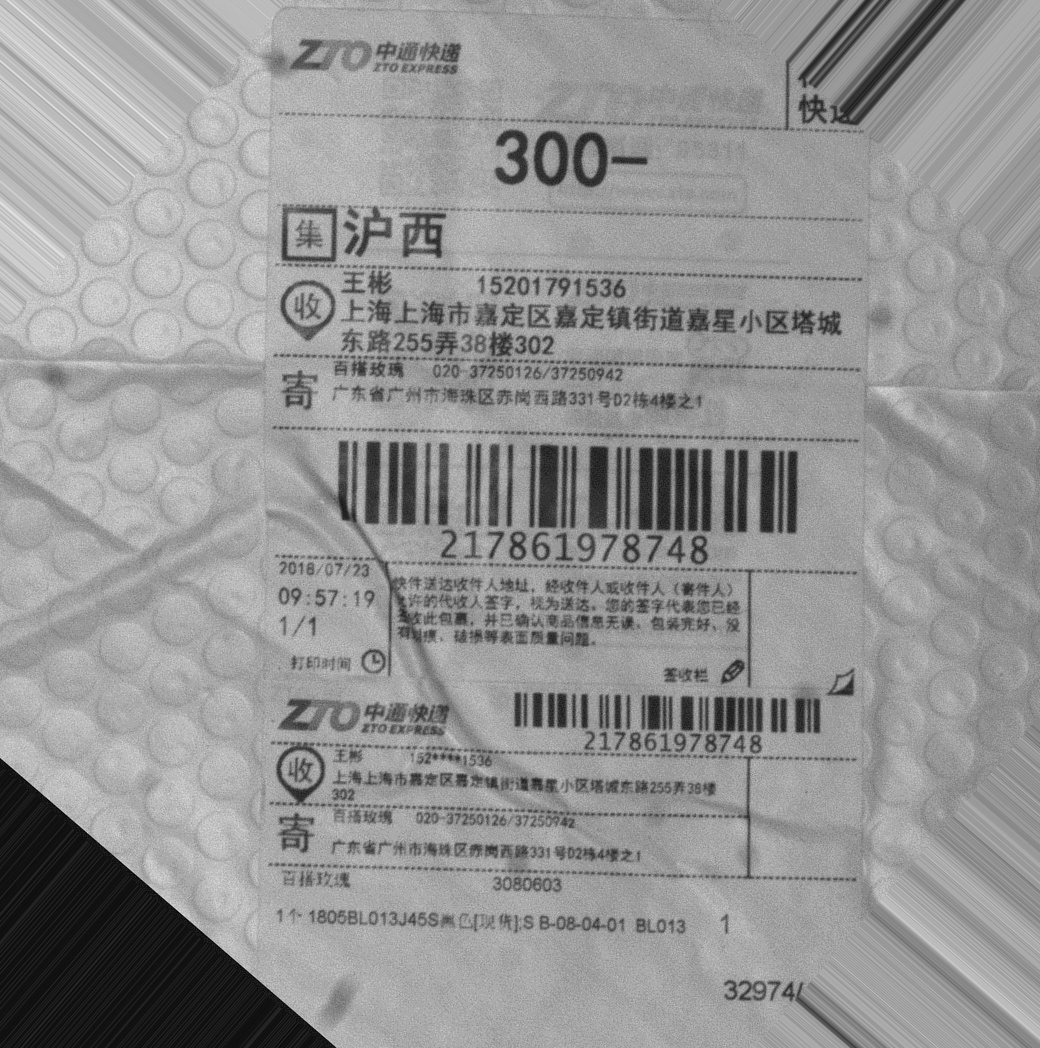 ZTO 中通快递
ZTO EXPRESS
快
300-
集 沪西
收 王彬 15201791536
上海上海市嘉定区嘉定镇街道嘉星小区塔城
东路255弄38楼302
寄 百搭玫瑰 020-37250126/37250942
广东省广州市海珠区赤岗西路331号D2栋4楼之1
217861978748
2018/07/23
09:57:19
1/1
打印时间
快件送达收件人地址，经收件人或收件人（寄件人）
允许的代收人签字，视为送达。您的签字代表您已经
签收此包裹，并已确认商品信息无误、包装完好、没
有划痕、破损等表面质量问题。
签收栏
ZTO 中通快递
ZTO EXPRESS
217861978748
收 王彬 152****1536
上海上海市嘉定区嘉定镇街道嘉星小区塔城东路255弄38楼
302
寄 百搭玫瑰 020-37250126/37250942
广东省广州市海珠区赤岗西路331号D2栋4楼之1
百搭玫瑰 3080603
1个 1805BL013J45S黑色[现货];S B-08-04-01 BL013 1
32974/